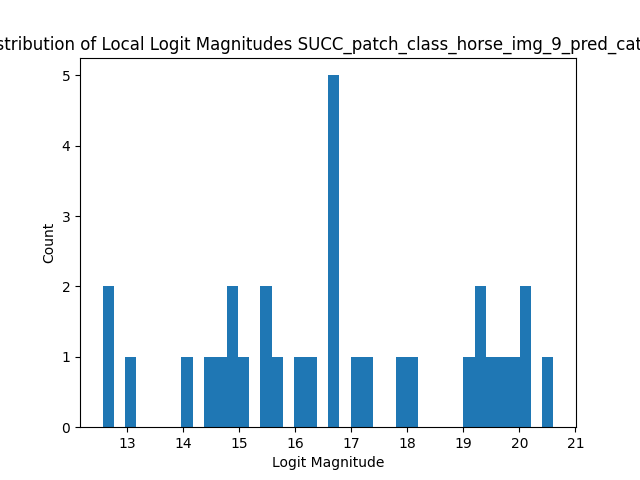 stribution of Local Logit Magnitudes SUCC_patch_class_horse_img_9_pred_cat
5
4
3
2
1
0
Count
13 14 15 16 17 18 19 20 21
Logit Magnitude